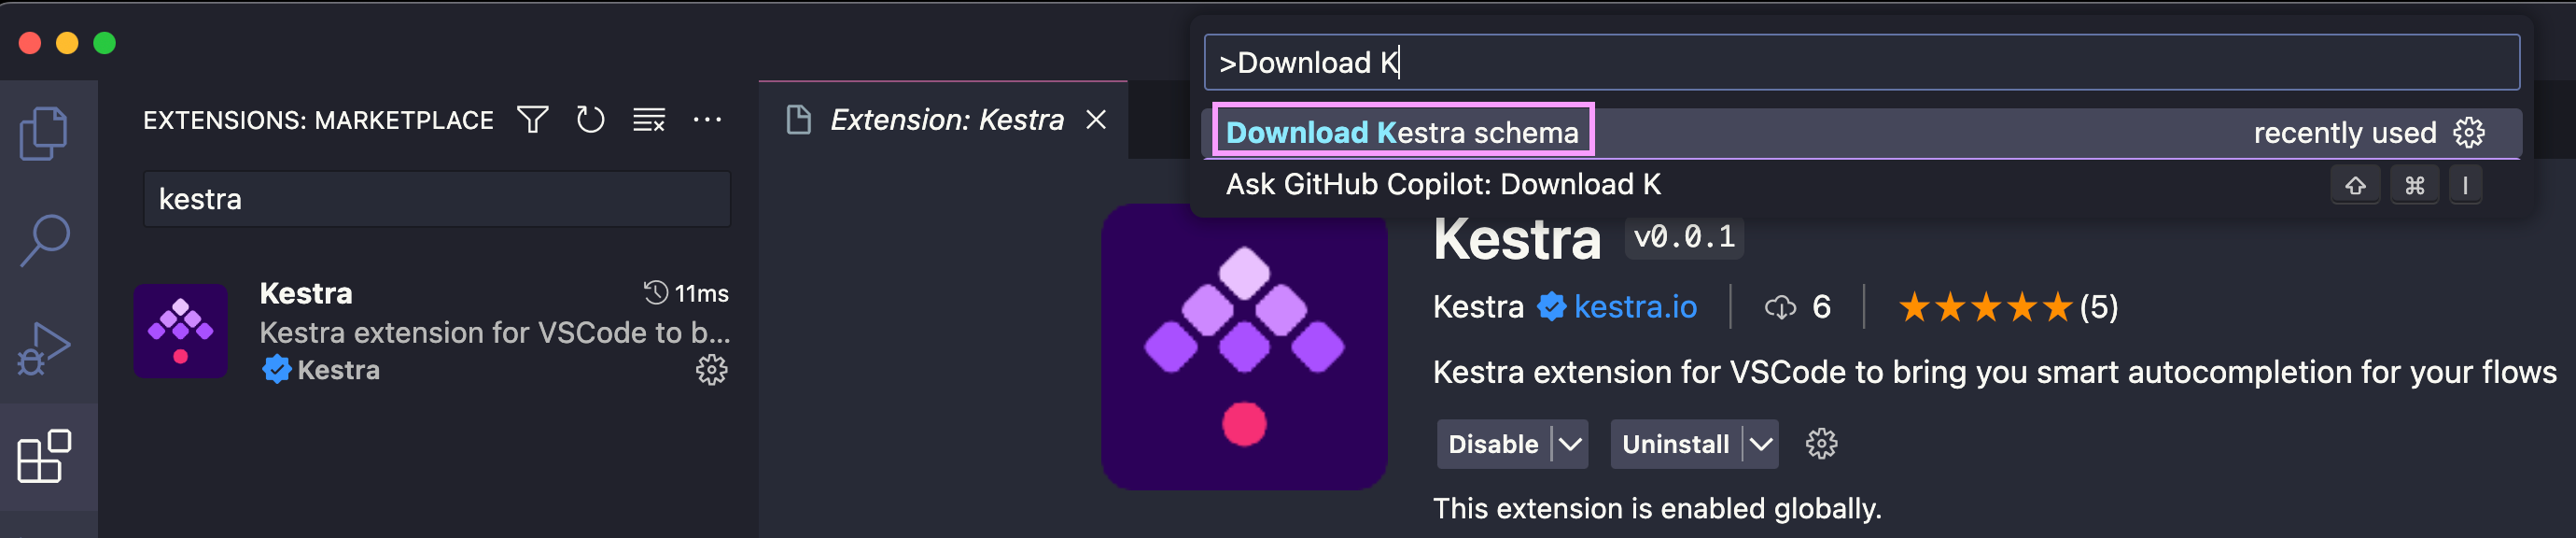 >Download K
Download Kestra schema recently used
Ask GitHub Copilot: Download K ⇧ ⌘ I
EXTENSIONS: MARKETPLACE
kestra
Kestra 11ms
Kestra extension for VSCode to b...
Kestra
Extension: Kestra
Kestra v0.0.1
Kestra kestra.io 6 ★★★★★ (5)
Kestra extension for VSCode to bring you smart autocompletion for your flows
Disable Uninstall
This extension is enabled globally.